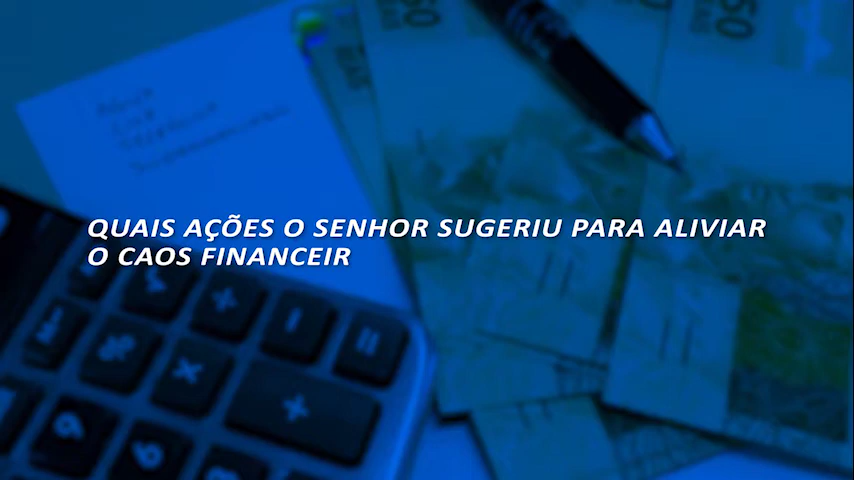 QUAIS AÇÕES O SENHOR SUGERIU PARA ALIVIAR
O CAOS FINANCEIR